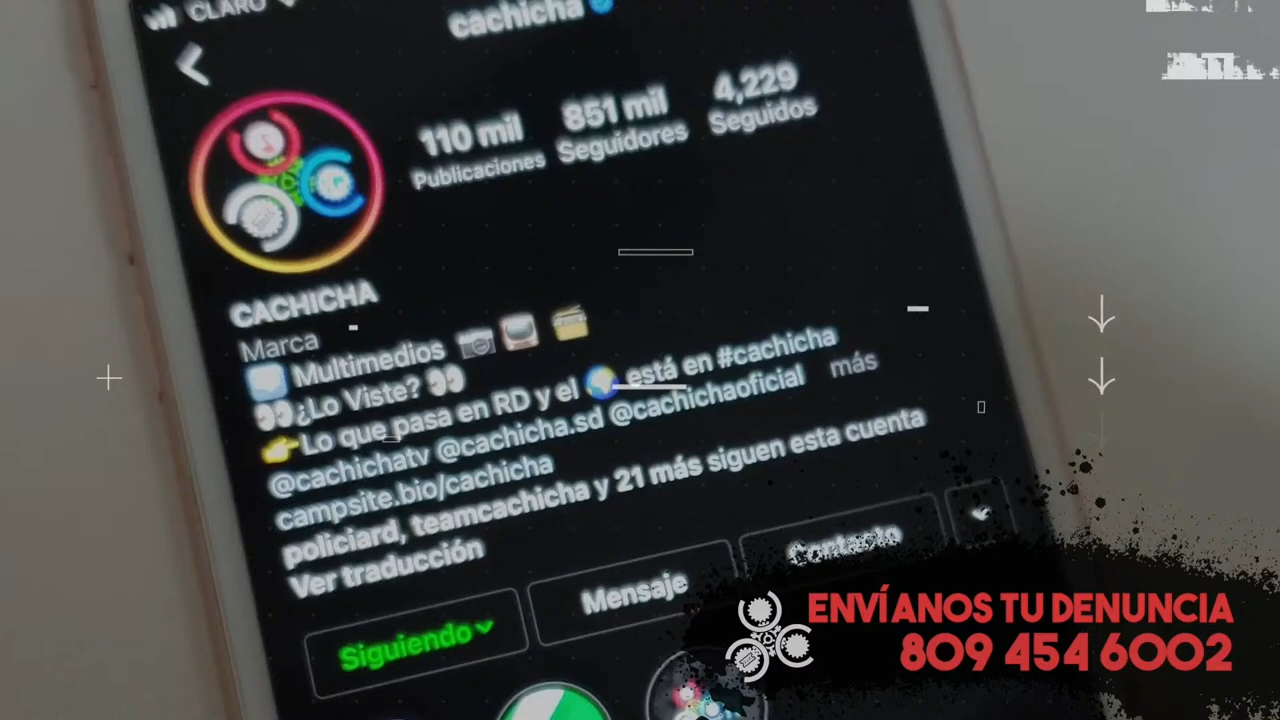 CLARO
cachicha
110 mil
Publicaciones
851 mil
Seguidores
4,229
Seguidos
CACHICHA
Marca
Multimedios
¿Lo Viste?
Lo que pasa en RD y el está en #cachicha
@cachichatv @cachicha.sd @cachichaoficial más
campsite.bio/cachicha
policiard, teamcachicha y 21 más siguen esta cuenta
Ver traducción
Siguiendo
Mensaje
Contacto
ENVÍANOS TU DENUNCIA
809 454 6002